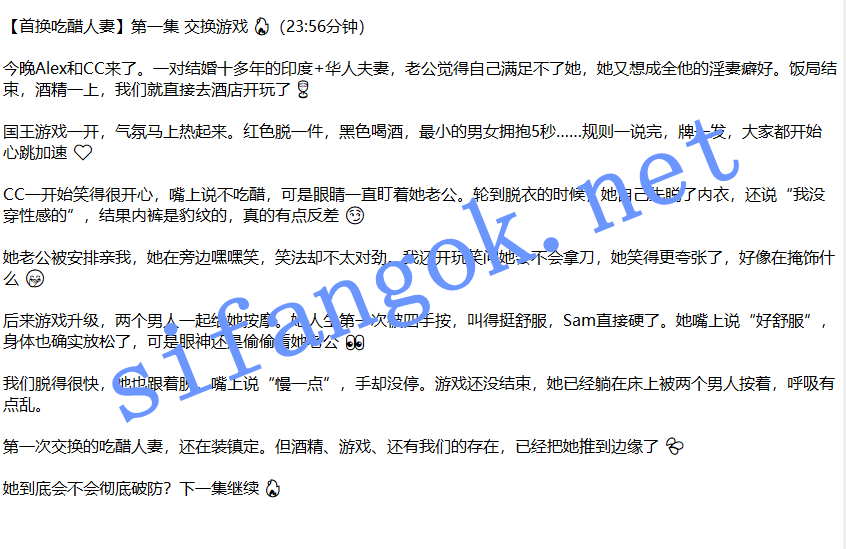 【首换吃醋人妻】第一集 交换游戏 🔥（23:56分钟）
今晚Alex和CC来了。一对结婚十多年的印度+华人夫妻，老公觉得自己满足不了她，她又想成全他的淫妻癖好。饭局结
束，酒精一上，我们就直接去酒店开玩了
国王游戏一开，气氛马上热起来。红色脱一件，黑色喝酒，最小的男女拥抱5秒……规则一说完，牌一发，大家都开始
心跳加速 ♡
CC一开始笑得很开心，嘴上说不吃醋，可是眼睛一直盯着她老公。轮到脱衣的时候，她自己先脱了内衣，还说“我没
穿性感的”，结果内裤是豹纹的，真的有点反差 😏
她老公被安排亲我，她在旁边嘿嘿笑，笑法却不太对劲。我还开玩笑问她会不会拿刀，她笑得更夸张了，好像在掩饰什
么 😂
后来游戏升级，两个男人一起给她按摩。她人生第一次被四手按，叫得挺舒服，Sam直接硬了。她嘴上说“好舒服”，
身体也确实放松了，可是眼神还是偷偷看她老公 👀
我们脱得很快，她也跟着脱。嘴上说“慢一点”，手却没停。游戏还没结束，她已经躺在床上被两个男人按着，呼吸有
点乱。
第一次交换的吃醋人妻，还在装镇定。但酒精、游戏、还有我们的存在，已经把她推到边缘了
她到底会不会彻底破防？下一集继续 🔥
sifangok.net